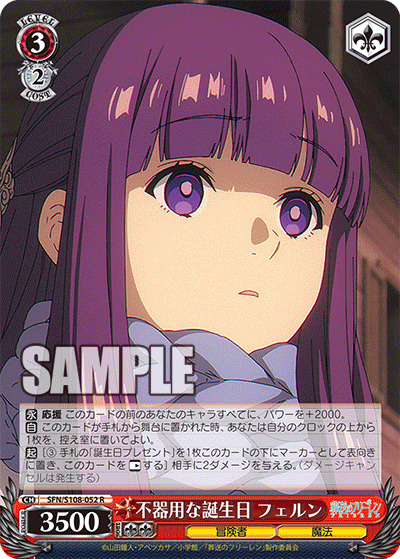 LEVEL
3
2
COST
SAMPLE
永 応援 このカードの前のあなたのキャラすべてに、パワーを+2000。
自 このカードが手札から舞台に置かれた時、あなたは自分のクロックの上から
1枚を、控え室に置いてよい。
起 [③ 手札の「誕生日プレゼント」を1枚このカードの下にマーカーとして表向き
に置き、このカードを[レスト]する] 相手に2ダメージを与える。(ダメージキャン
セルは発生する)
CH SFN/S108-052 R
不器用な誕生日 フェルン
葬送のフリーレン
3500
冒険者
魔法
©山田鐘人・アベツカサ/小学館/「葬送のフリーレン」製作委員会